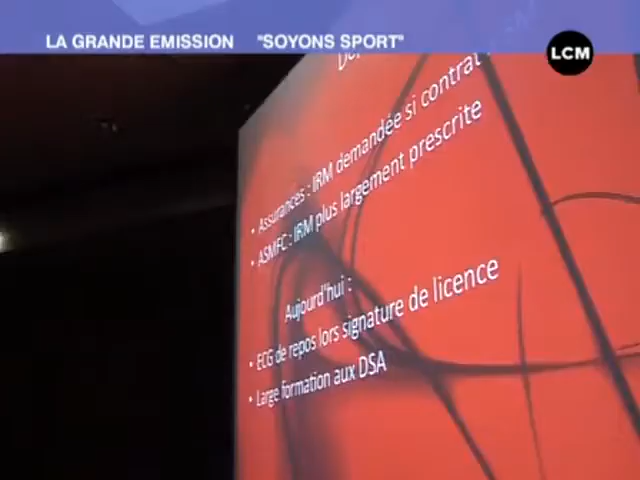 LA GRANDE EMISSION "SOYONS SPORT"
LCM
• Assurances : IRM demandée si contrat
• ASMFC : IRM plus largement prescrite
Aujourd'hui :
• ECG de repos lors signature de licence
• Large formation aux DSA